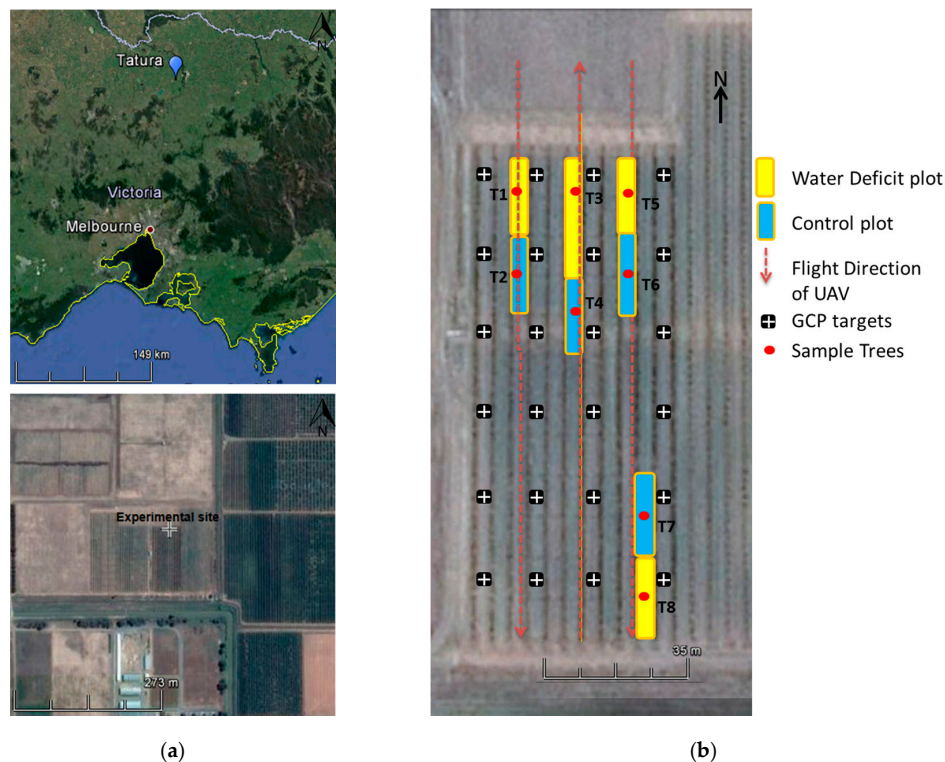 N
Tatura
Victoria
Melbourne
149 km
N
Experimental site
273 m
(a)
N
T1
T3
T5
T2
T4
T6
T7
T8
35 m
Water Deficit plot
Control plot
Flight Direction
of UAV
GCP targets
Sample Trees
(b)